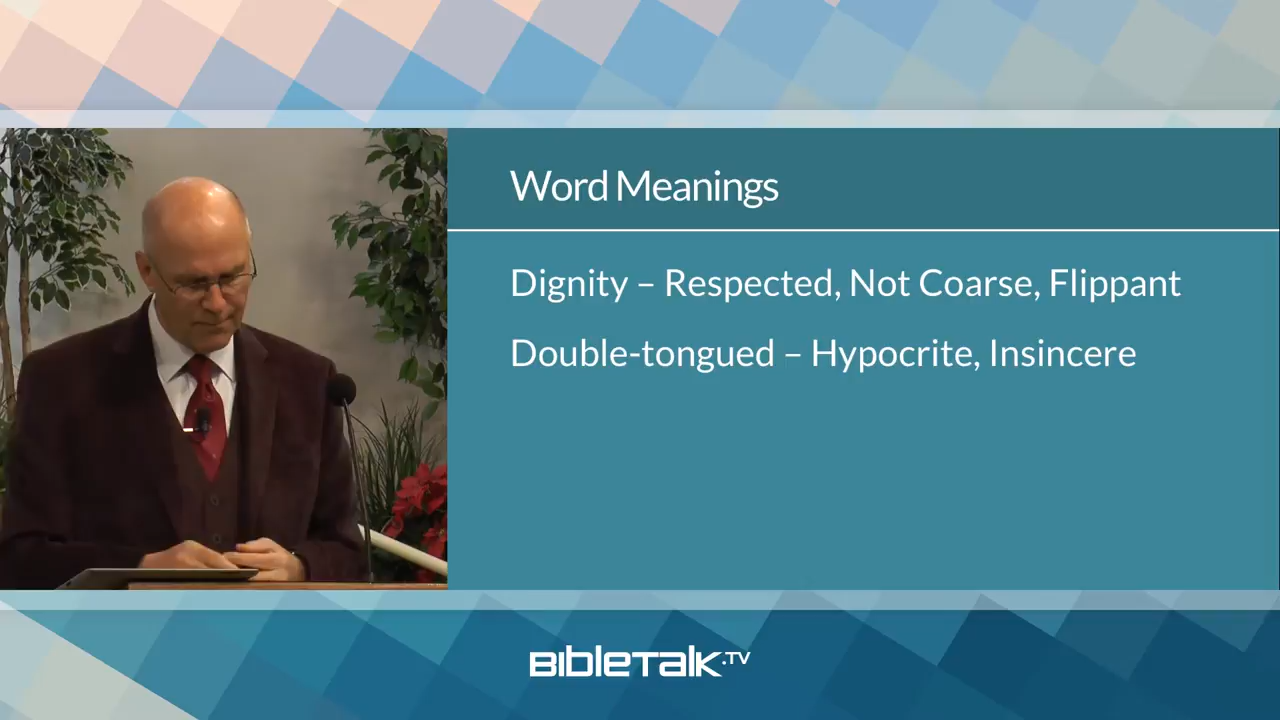 Word Meanings
Dignity – Respected, Not Coarse, Flippant
Double-tongued – Hypocrite, Insincere
BibleTalk.TV